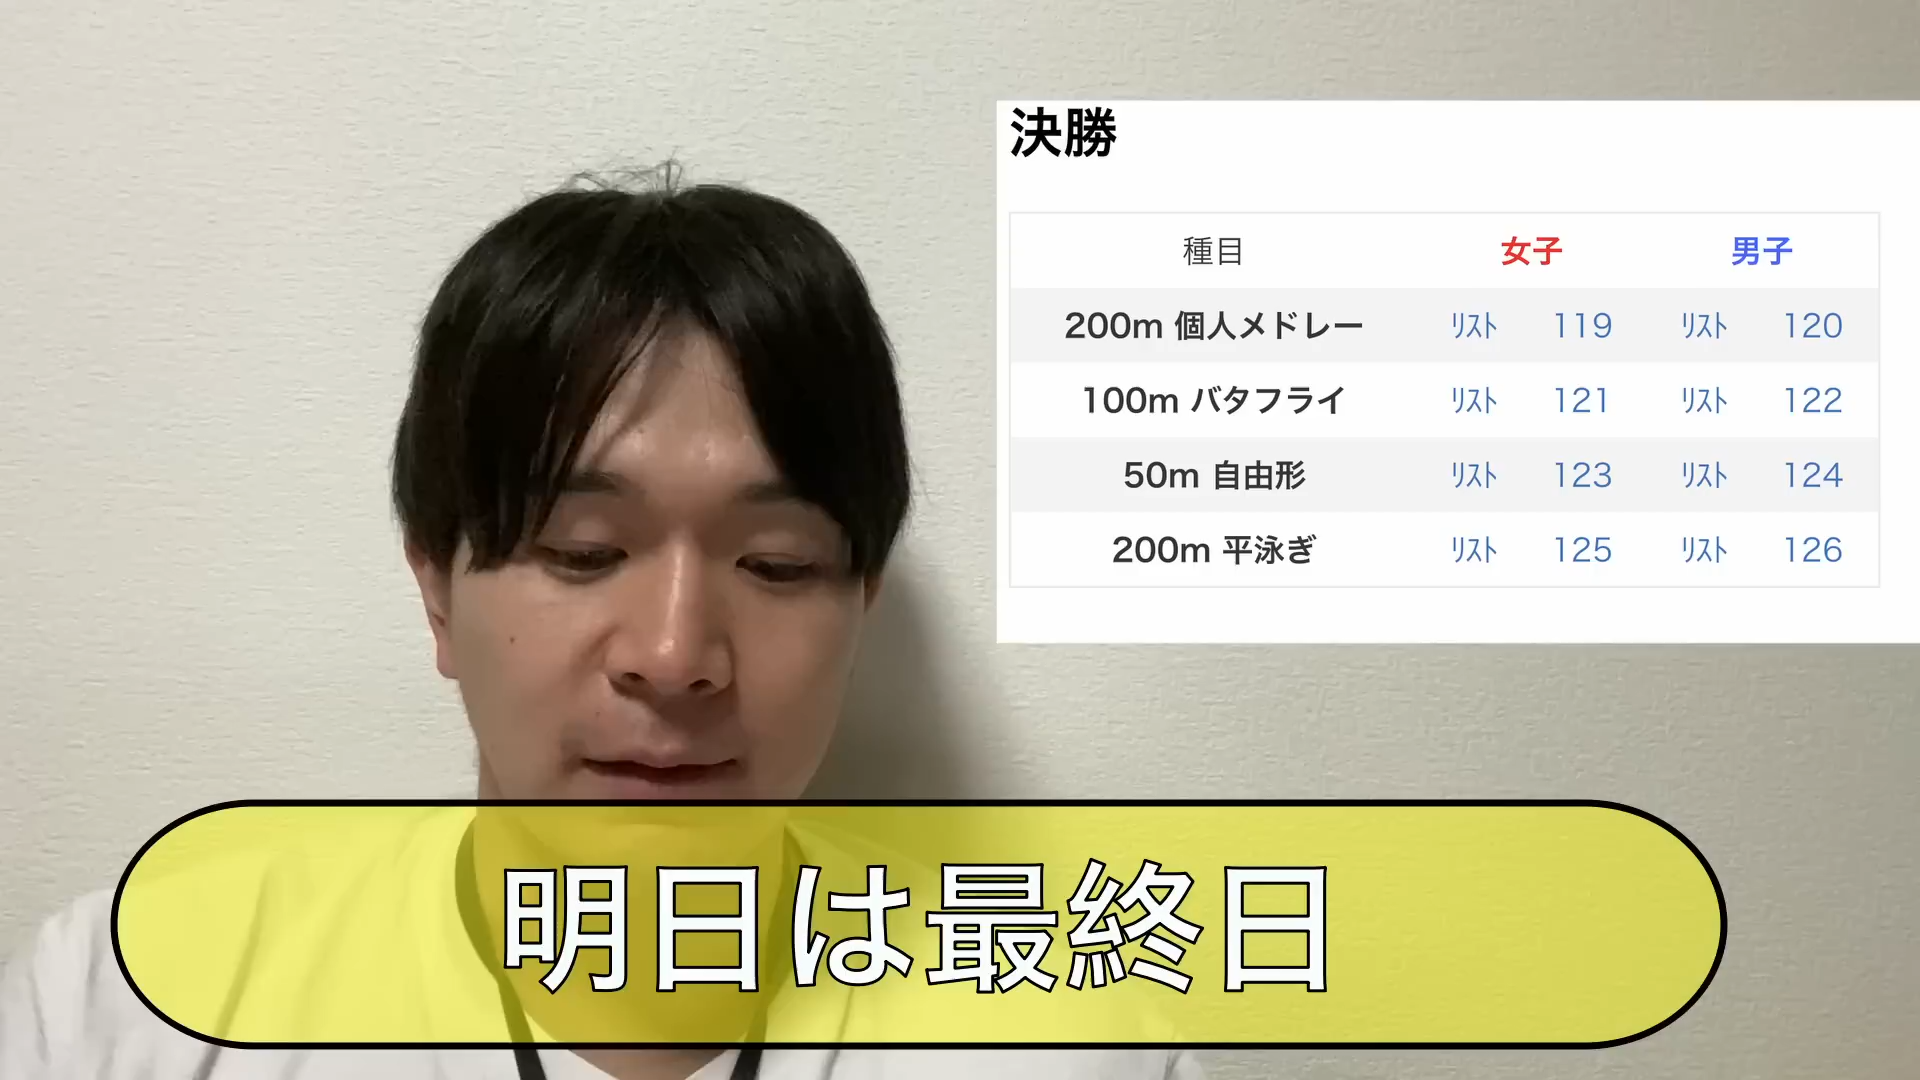 決勝
種目 女子 男子
200m 個人メドレー ﾘｽﾄ 119 ﾘｽﾄ 120
100m バタフライ ﾘｽﾄ 121 ﾘｽﾄ 122
50m 自由形 ﾘｽﾄ 123 ﾘｽﾄ 124
200m 平泳ぎ ﾘｽﾄ 125 ﾘｽﾄ 126
明日は最終日